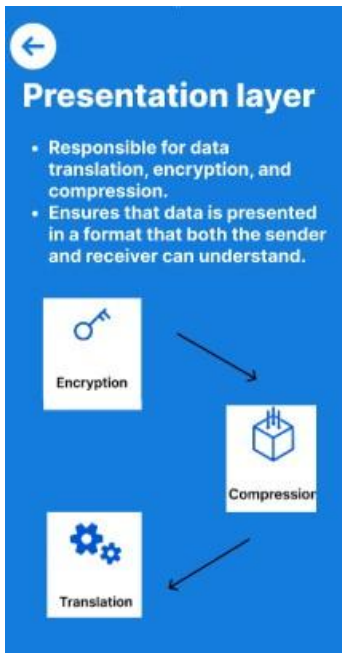 Presentation layer
• Responsible for data
translation, encryption, and
compression.
• Ensures that data is presented
in a format that both the sender
and receiver can understand.
Encryption
Compression
Translation